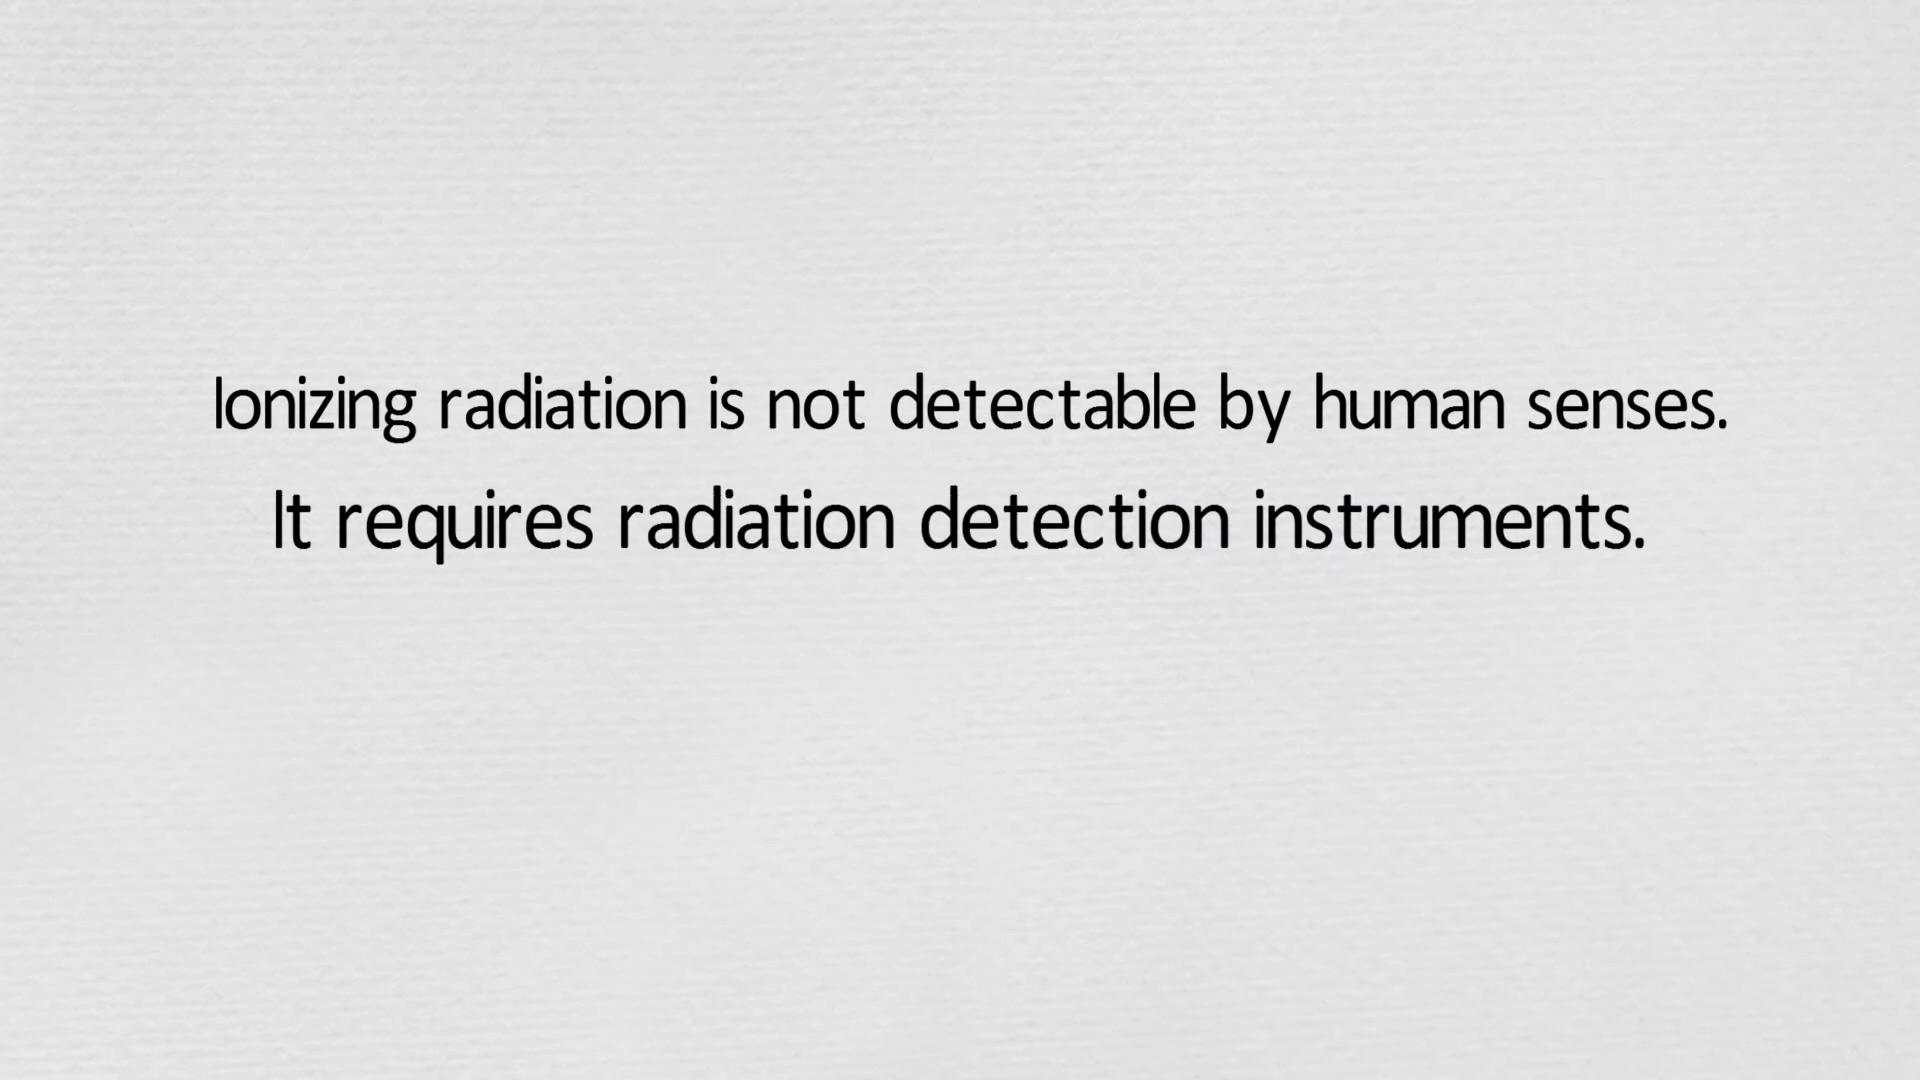 Ionizing radiation is not detectable by human senses.
It requires radiation detection instruments.